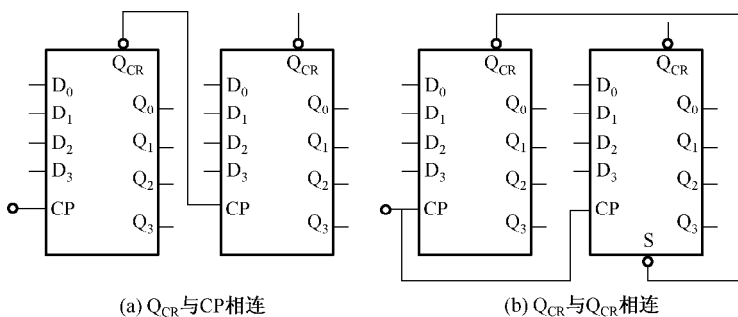 Q_CR
D_0
D_1
D_2
D_3
CP
Q_0
Q_1
Q_2
Q_3
Q_CR
D_0
D_1
D_2
D_3
CP
Q_0
Q_1
Q_2
Q_3
(a) Q_CR与CP相连
Q_CR
D_0
D_1
D_2
D_3
CP
Q_0
Q_1
Q_2
Q_3
Q_CR
D_0
D_1
D_2
D_3
CP
Q_0
Q_1
Q_2
Q_3
S
(b) Q_CR与Q_CR相连